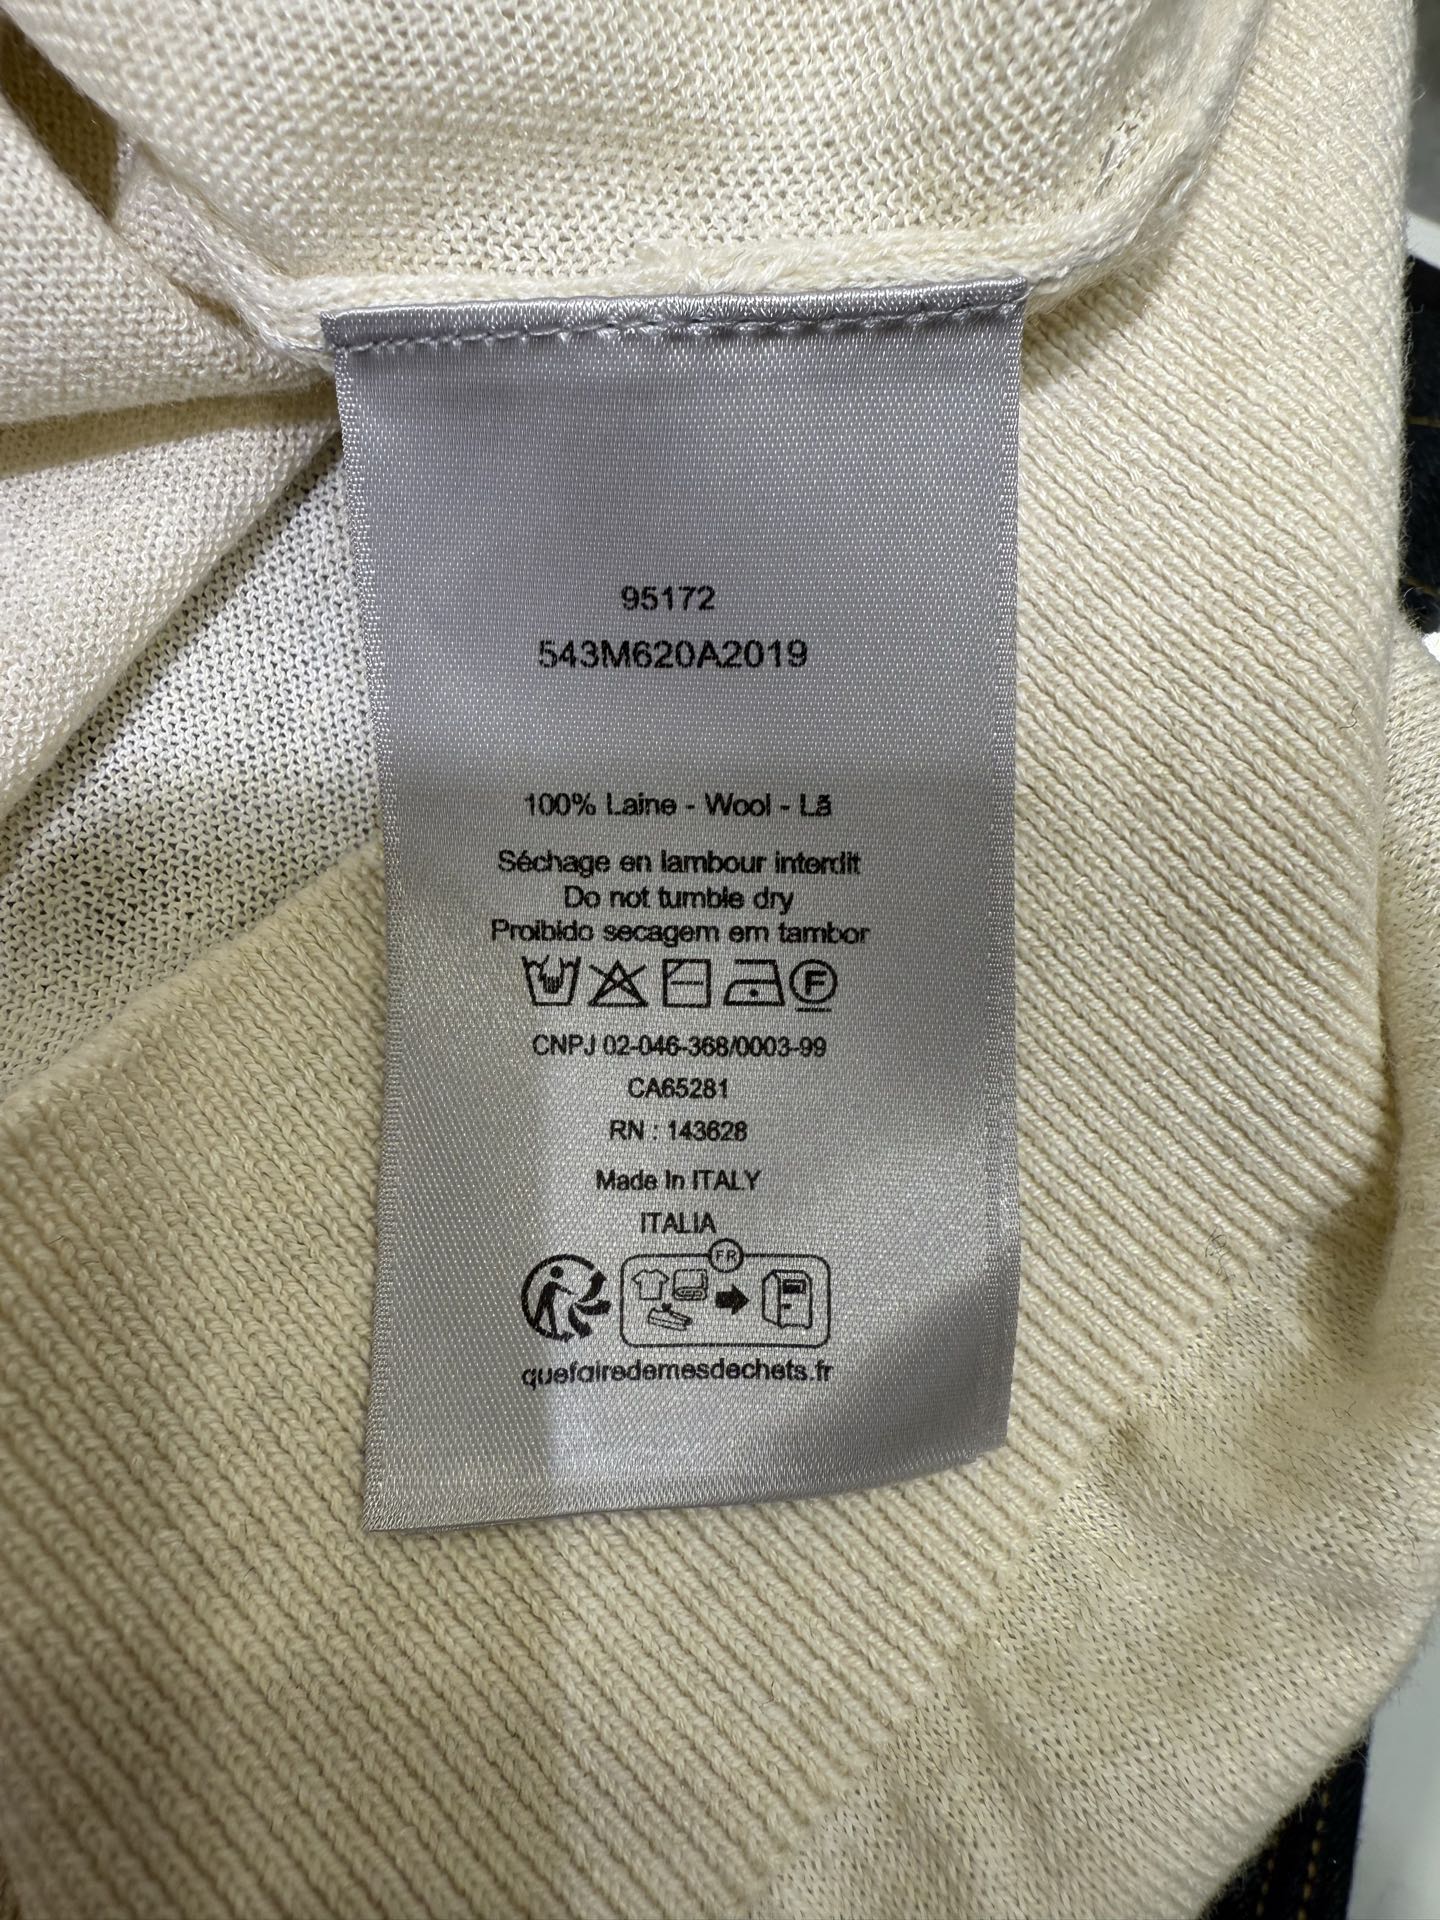 95172
543M620A2019
100% Laine - Wool - Lã
Séchage en lambour interdit
Do not tumble dry
Proibido secagem em tambor
F
CNPJ 02-046-368/0003-99
CA65281
RN : 143628
Made In ITALY
ITALIA
FR
quefairedemesdechets.fr